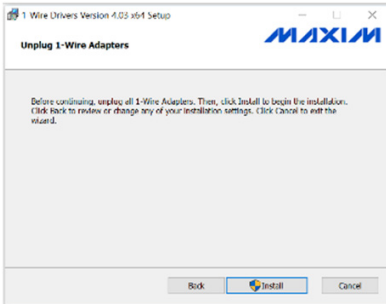 1 Wire Drivers Version 4.03 x64 Setup
Unplug 1-Wire Adapters
MAXIM
Before continuing, unplug all 1-Wire Adapters. Then, click Install to begin the installation.
Click Back to review or change any of your installation settings. Click Cancel to exit the
wizard.
Back Install Cancel